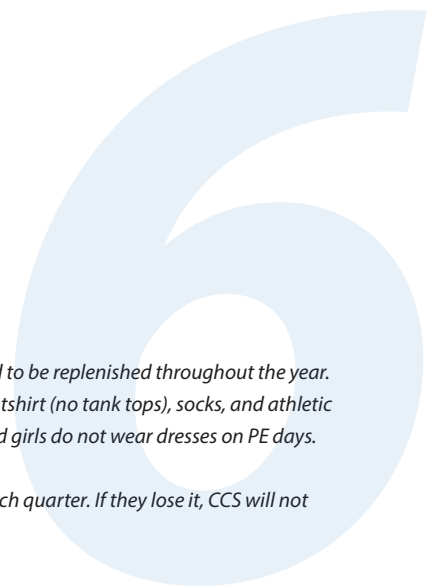 6
d to be replenished throughout the year.
tshirt (no tank tops), socks, and athletic
d girls do not wear dresses on PE days.
ch quarter. If they lose it, CCS will not